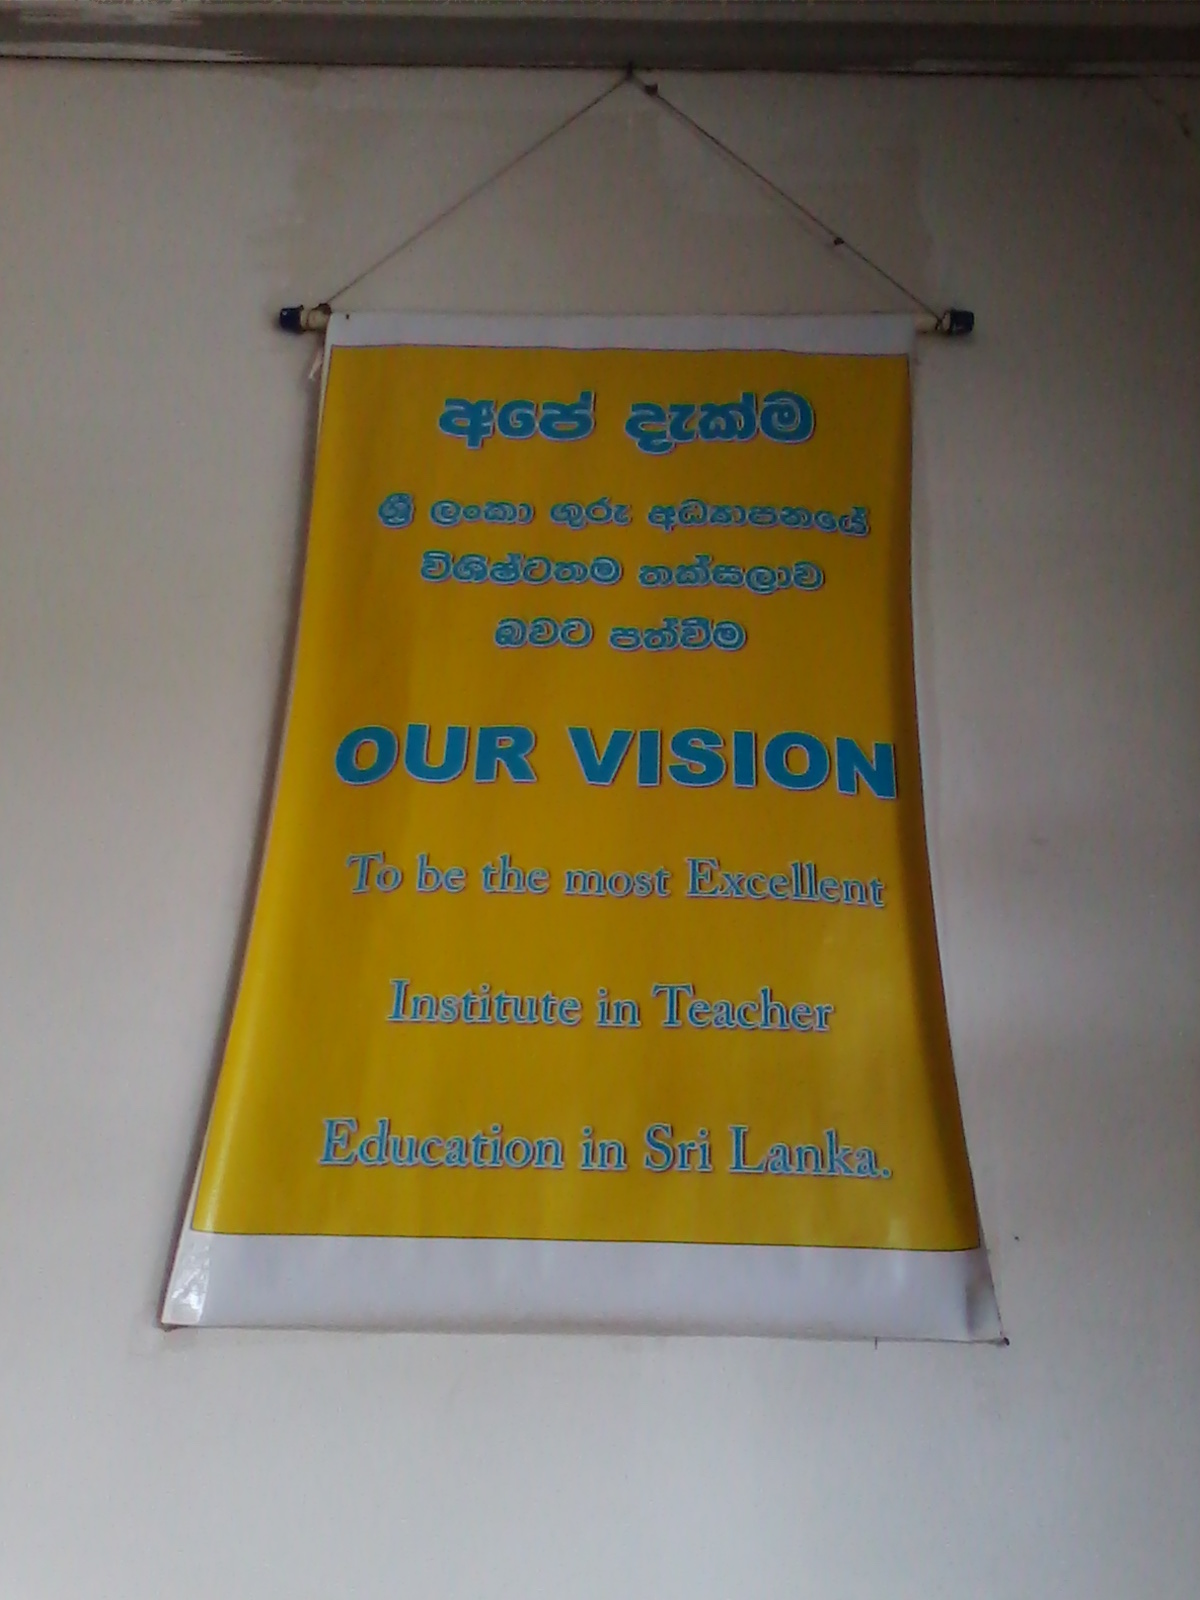 අපේ දැක්ම
ශ්‍රී ලංකා ගුරු අධ්‍යාපනයේ
විශිෂ්ටතම තක්සලාව
බවට පත්වීම
OUR VISION
To be the most Excellent
Institute in Teacher
Education in Sri Lanka.